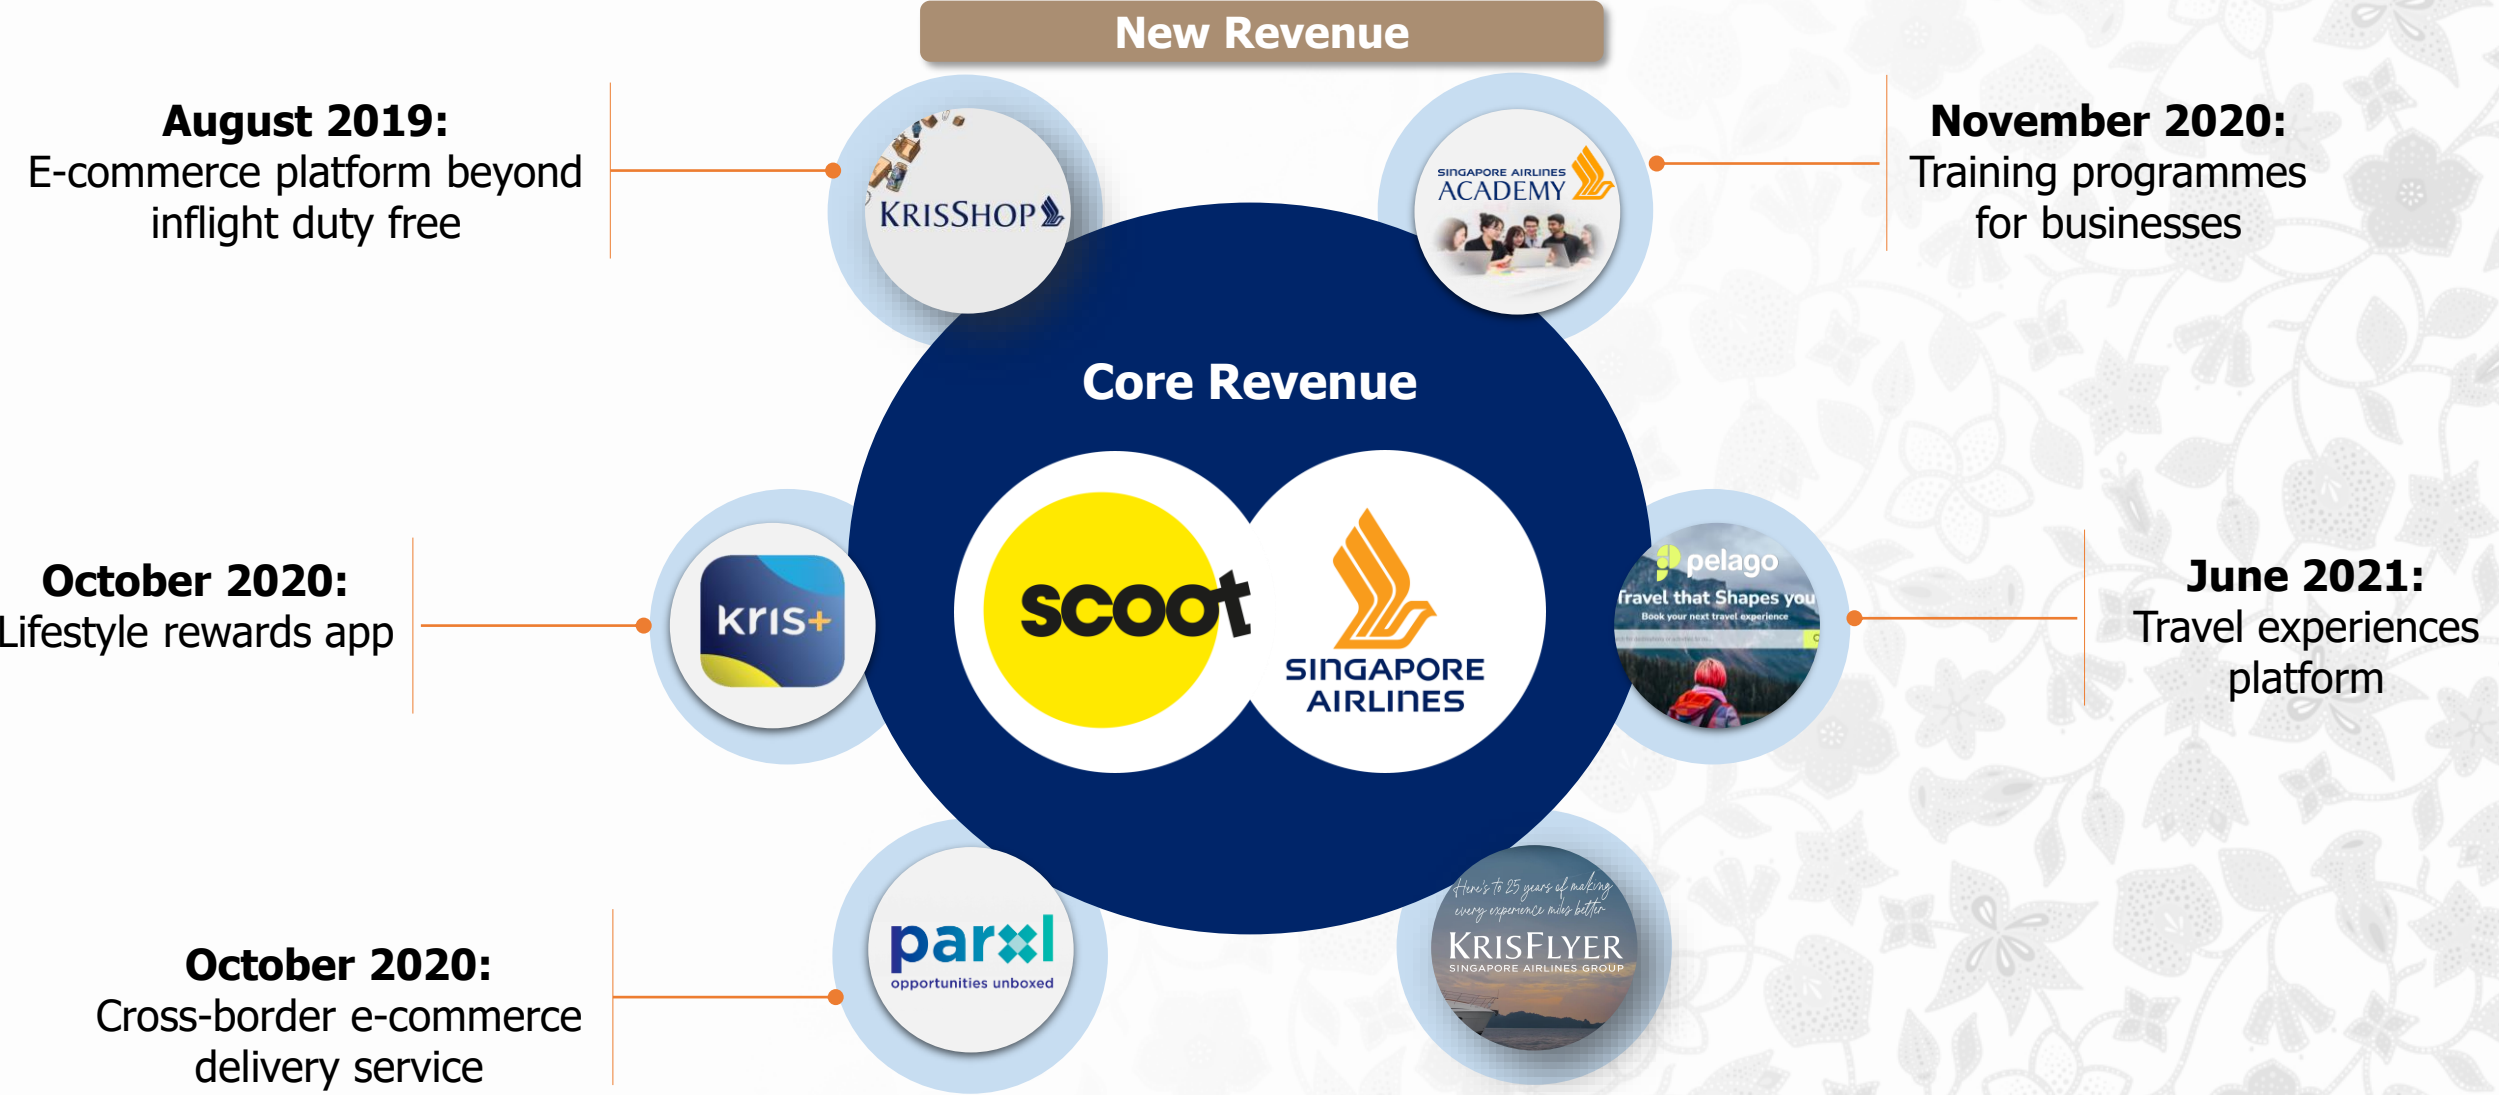 New Revenue
August 2019:
E-commerce platform beyond
inflight duty free
KRISSHOP
SINGAPORE AIRLINES
ACADEMY
November 2020:
Training programmes
for businesses
Core Revenue
October 2020:
Lifestyle rewards app
kris+
scoot
SINGAPORE
AIRLINES
pelago
Travel that Shapes you
Book your next travel experience
June 2021:
Travel experiences
platform
October 2020:
Cross-border e-commerce
delivery service
parxl
opportunities unboxed
Here's to 25 years of making
every experience miles better
KRISFLYER
SINGAPORE AIRLINES GROUP